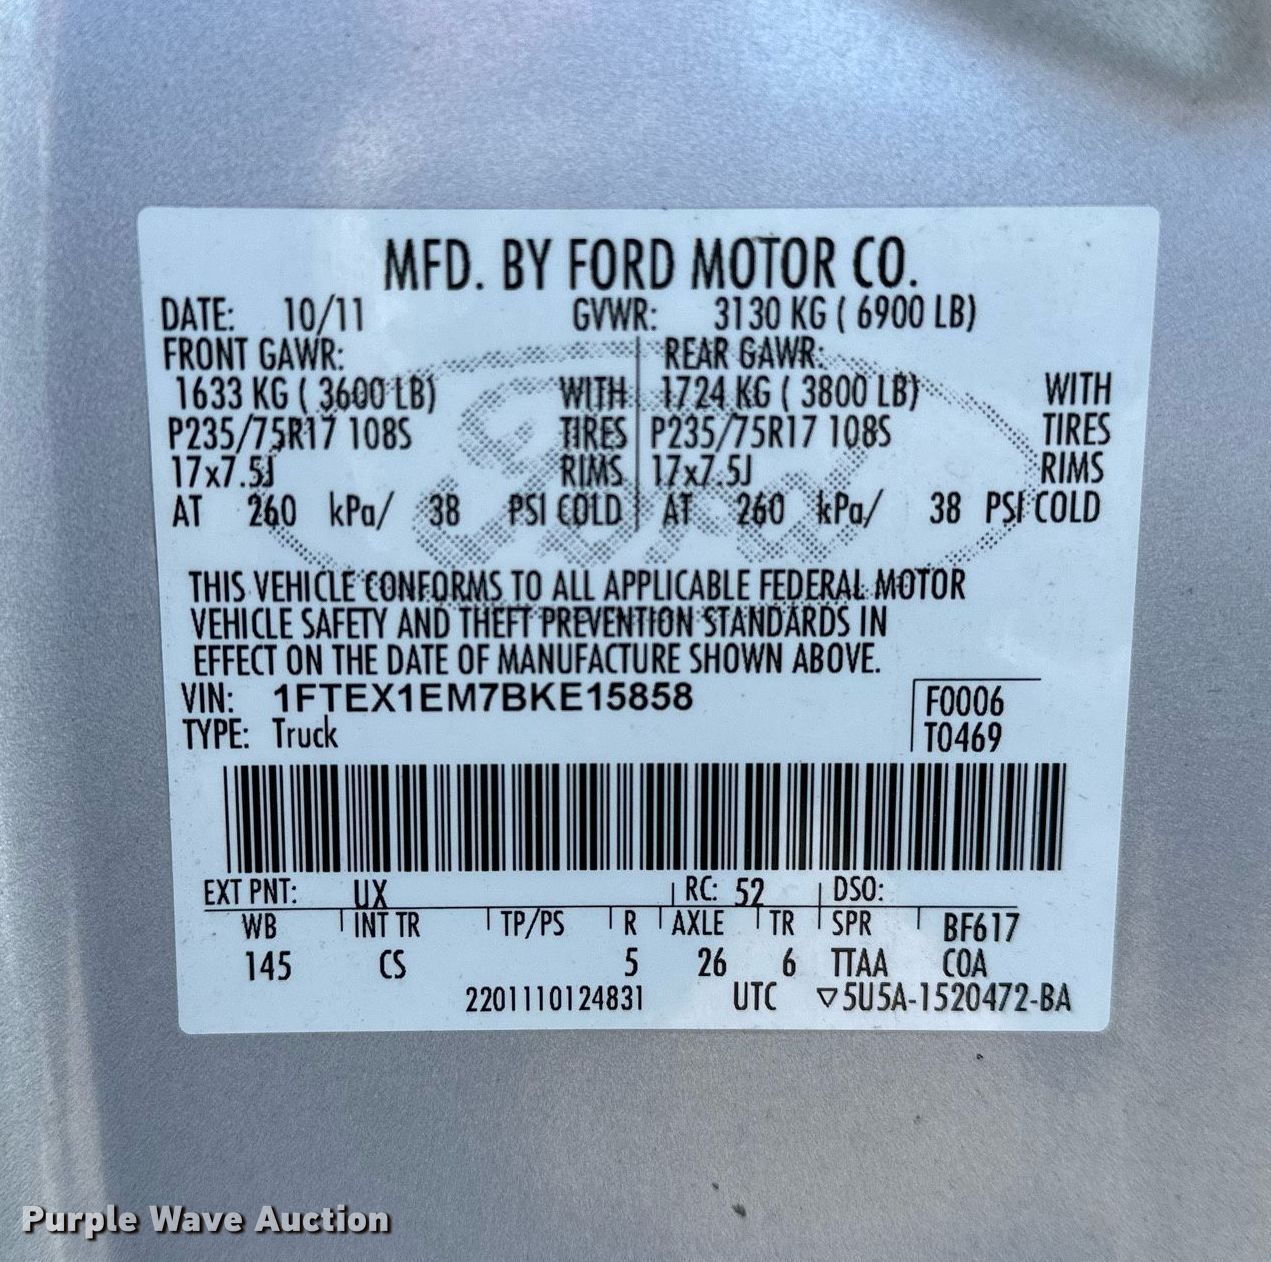 MFD. BY FORD MOTOR CO.
DATE: 10/11 GVWR: 3130 KG ( 6900 LB)
FRONT GAWR: REAR GAWR:
1633 KG ( 3600 LB) WITH 1724 KG ( 3800 LB) WITH
P235/75R17 108S TIRES P235/75R17 108S TIRES
17x7.5J RIMS 17x7.5J RIMS
AT 260 kPa/ 38 PSI COLD AT 260 kPa/ 38 PSI COLD
Ford
THIS VEHICLE CONFORMS TO ALL APPLICABLE FEDERAL MOTOR
VEHICLE SAFETY AND THEFT PREVENTION STANDARDS IN
EFFECT ON THE DATE OF MANUFACTURE SHOWN ABOVE.
VIN: 1FTEX1EM7BKE15858 F0006
TYPE: Truck T0469
EXT PNT: UX RC: 52 DSO:
WB INT TR TP/PS R AXLE TR SPR BF617
145 CS 5 26 6 TTAA COA
2201110124831 UTC ▽5U5A-1520472-BA
Purple Wave Auction